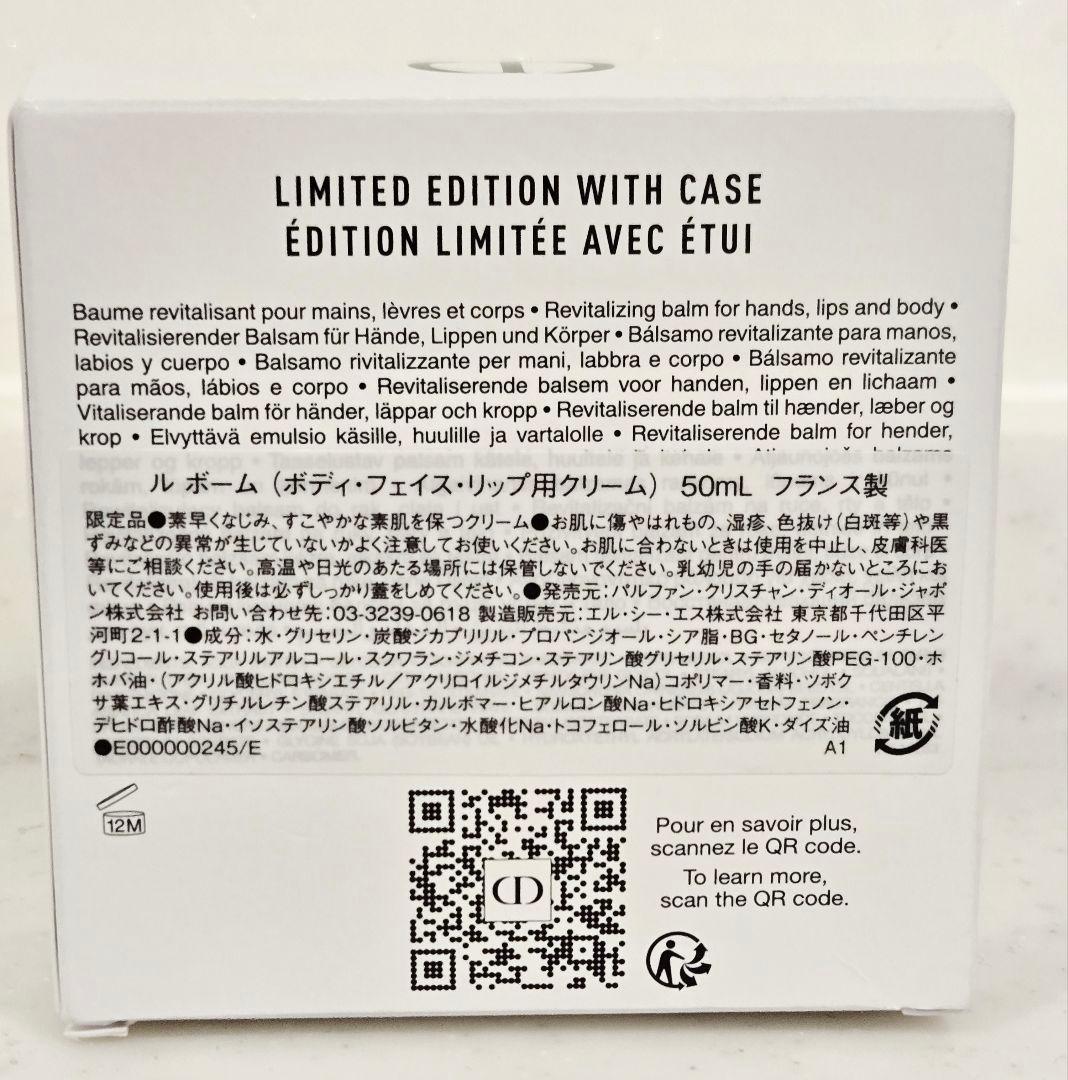 LIMITED EDITION WITH CASE
ÉDITION LIMITÉE AVEC ÉTUI
Baume revitalisant pour mains, lèvres et corps • Revitalizing balm for hands, lips and body •
Revitalisierender Balsam für Hände, Lippen und Körper • Bálsamo revitalizante para manos,
labios y cuerpo • Balsamo rivitalizzante per mani, labbra e corpo • Bálsamo revitalizante
para mãos, lábios e corpo • Revitaliserende balsem voor handen, lippen en lichaam •
Vitaliserande balm för händer, läppar och kropp • Revitaliserende balm til hænder, læber og
krop • Elvyttävä emulsio käsille, huulille ja vartalolle • Revitaliserende balm for hender,
lepper og kropp • Taaselustav palsam kätele, huultele ja kehale • Atjaunojošs balzams
ル ボーム（ボディ・フェイス・リップ用クリーム） 50mL フランス製
限定品●素早くなじみ、すこやかな素肌を保つクリーム●お肌に傷やはれもの、湿疹、色抜け(白斑等)や黒
ずみなどの異常が生じていないかよく注意してお使いください。お肌に合わないときは使用を中止し、皮膚科医
等にご相談ください。高温や日光のあたる場所には保管しないでください。乳幼児の手の届かないところにお
いてください。使用後は必ずしっかり蓋をしめてください。●発売元：パルファン・クリスチャン・ディオール・ジャポ
ン株式会社 お問い合わせ先：03-3239-0618 製造販売元：エル・シー・エス株式会社 東京都千代田区平
河町2-1-1●成分：水・グリセリン・炭酸ジカプリリル・プロパンジオール・シア脂・BG・セタノール・ペンチレン
グリコール・ステアリルアルコール・スクワラン・ジメチコン・ステアリン酸グリセリル・ステアリン酸PEG-100・ホ
ホバ油・（アクリル酸ヒドロキシエチル／アクリロイルジメチルタウリンNa）コポリマー・香料・ツボク
サ葉エキス・グリチルレチン酸ステアリル・カルボマー・ヒアルロン酸Na・ヒドロキシアセトフェノン・
デヒドロ酢酸Na・イソステアリン酸ソルビタン・水酸化Na・トコフェロール・ソルビン酸K・ダイズ油
●E000000245/E A1
紙
12M
CD
Pour en savoir plus,
scannez le QR code.
To learn more,
scan the QR code.